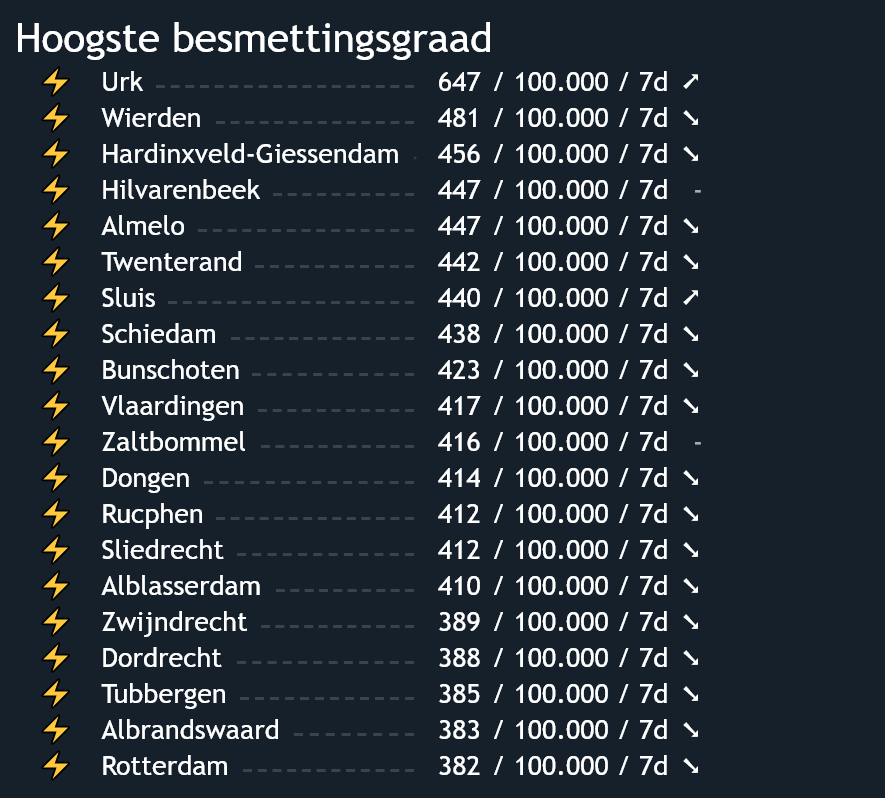 Hoogste besmettingsgraad
⚡ Urk 647 / 100.000 / 7d ➚
⚡ Wierden 481 / 100.000 / 7d ➘
⚡ Hardinxveld-Giessendam 456 / 100.000 / 7d ➘
⚡ Hilvarenbeek 447 / 100.000 / 7d -
⚡ Almelo 447 / 100.000 / 7d ➘
⚡ Twenterand 442 / 100.000 / 7d ➘
⚡ Sluis 440 / 100.000 / 7d ➚
⚡ Schiedam 438 / 100.000 / 7d ➘
⚡ Bunschoten 423 / 100.000 / 7d ➘
⚡ Vlaardingen 417 / 100.000 / 7d ➘
⚡ Zaltbommel 416 / 100.000 / 7d -
⚡ Dongen 414 / 100.000 / 7d ➘
⚡ Rucphen 412 / 100.000 / 7d ➘
⚡ Sliedrecht 412 / 100.000 / 7d ➘
⚡ Alblasserdam 410 / 100.000 / 7d ➘
⚡ Zwijndrecht 389 / 100.000 / 7d ➘
⚡ Dordrecht 388 / 100.000 / 7d ➘
⚡ Tubbergen 385 / 100.000 / 7d ➘
⚡ Albrandswaard 383 / 100.000 / 7d ➘
⚡ Rotterdam 382 / 100.000 / 7d ➘